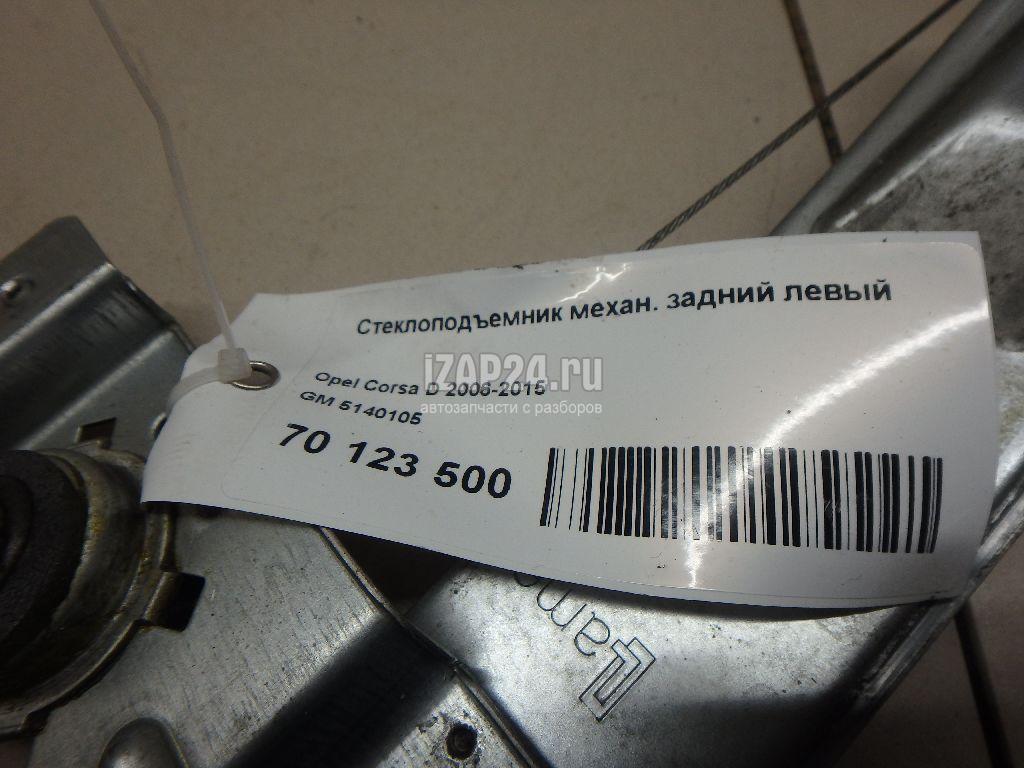 Стеклоподъемник механ. задний левый
iZAP24.ru
Opel Corsa D 2006-2015
автозапчасти с разборов
GM 5140105
70 123 500